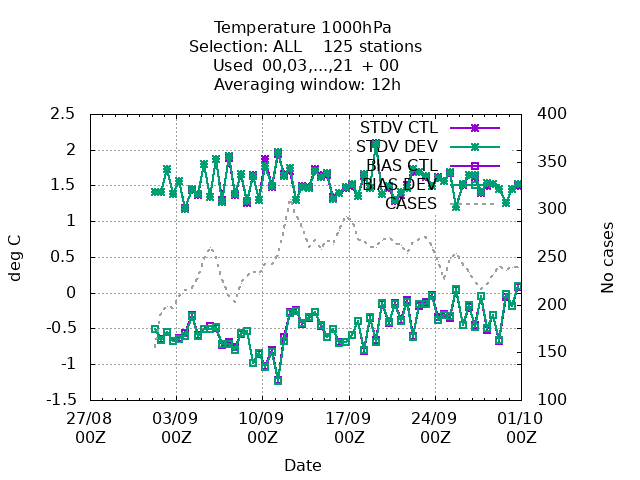 Temperature 1000hPa
Selection: ALL 125 stations
Used 00,03,...,21 + 00
Averaging window: 12h
STDV CTL
STDV DEV
BIAS CTL
BIAS DEV
CASES
2.5
2
1.5
1
0.5
0
-0.5
-1
-1.5
deg C
400
350
300
250
200
150
100
No cases
27/08 03/09 10/09 17/09 24/09 01/10
00Z 00Z 00Z 00Z 00Z 00Z
Date